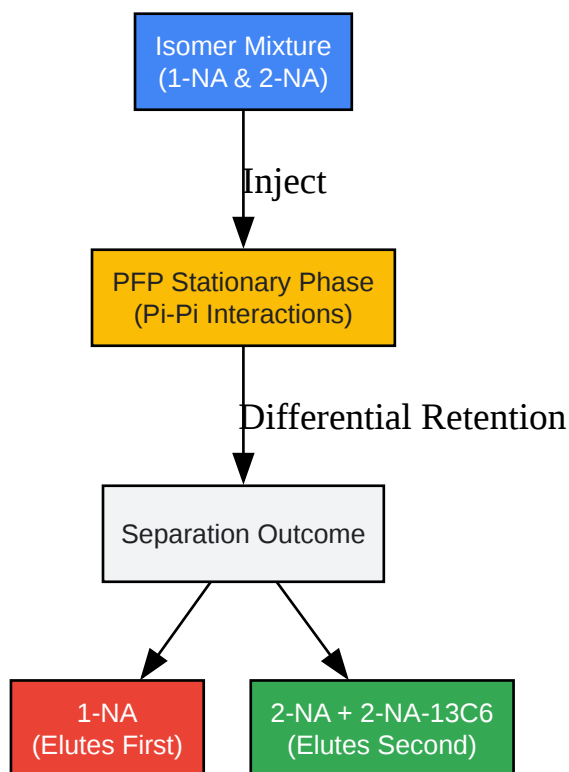 Isomer Mixture
(1-NA & 2-NA)
Inject
PFP Stationary Phase
(Pi-Pi Interactions)
Differential Retention
Separation Outcome
1-NA
(Elutes First)
2-NA + 2-NA-13C6
(Elutes Second)